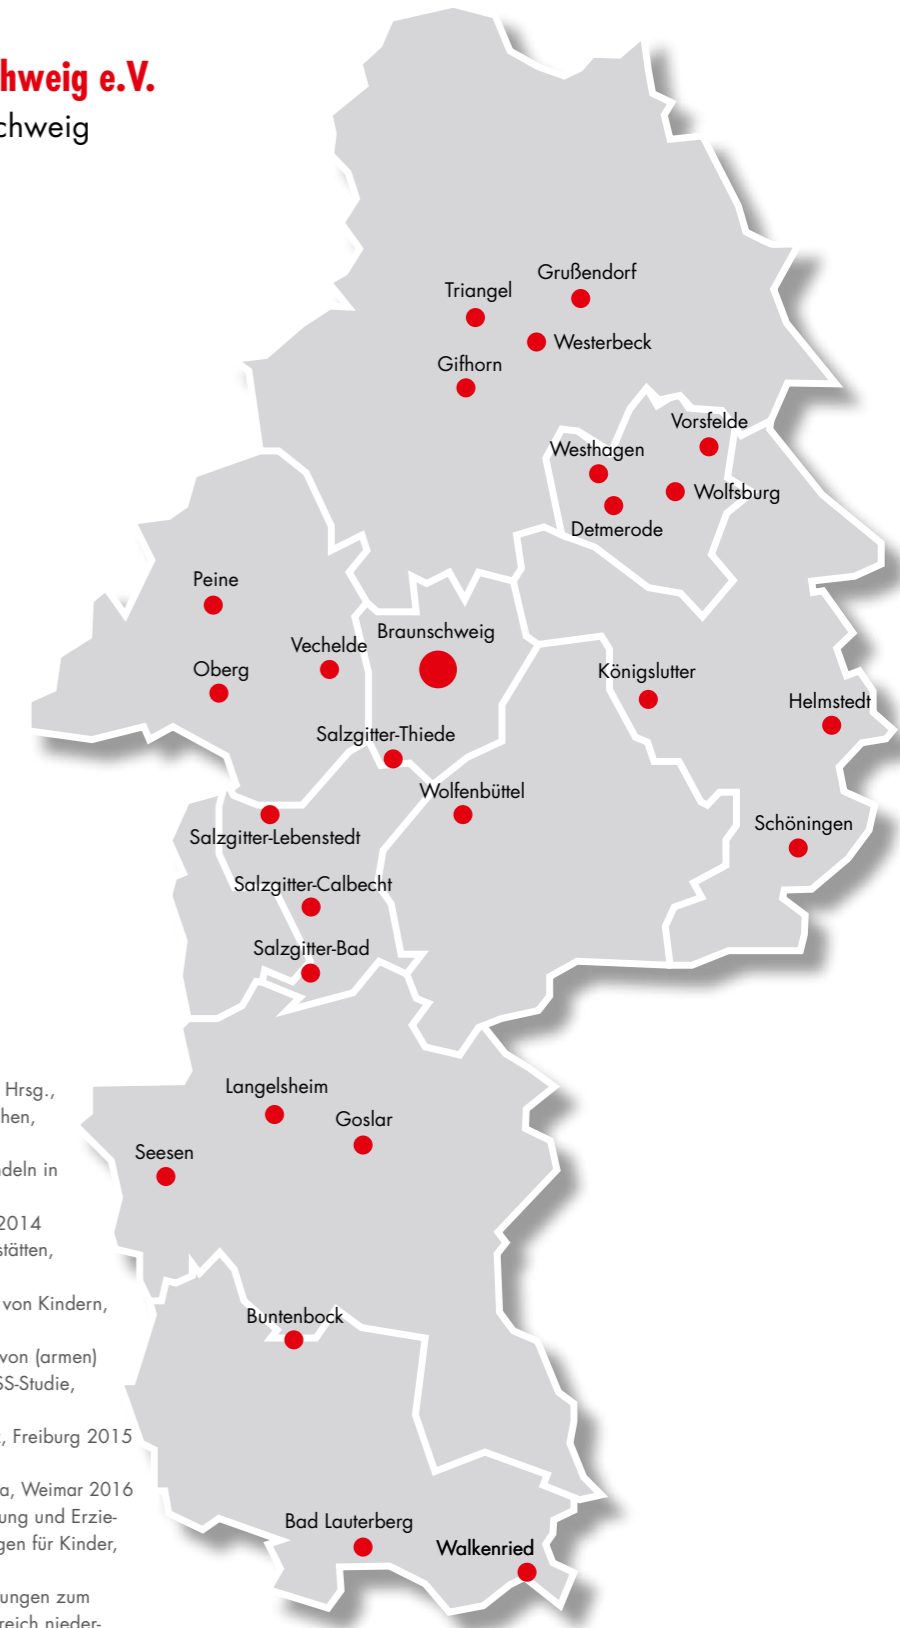 hweig e.V.
chweig
Grußendorf
Triangel
Westerbeck
Gifhorn
Vorsfelde
Westhagen
Wolfsburg
Detmerode
Peine
Braunschweig
Vechelde
Oberg
Königslutter
Helmstedt
Salzgitter-Thiede
Wolfenbüttel
Schöningen
Salzgitter-Lebenstedt
Salzgitter-Calbecht
Salzgitter-Bad
Langelsheim
Goslar
Seesen
Buntenbock
Bad Lauterberg
Walkenried
Hrsg.,
hen,
deln in
2014
stätten,
von Kindern,
von (armen)
SS-Studie,
, Freiburg 2015
a, Weimar 2016
ung und Erzie-
gen für Kinder,
ungen zum
reich nieder-